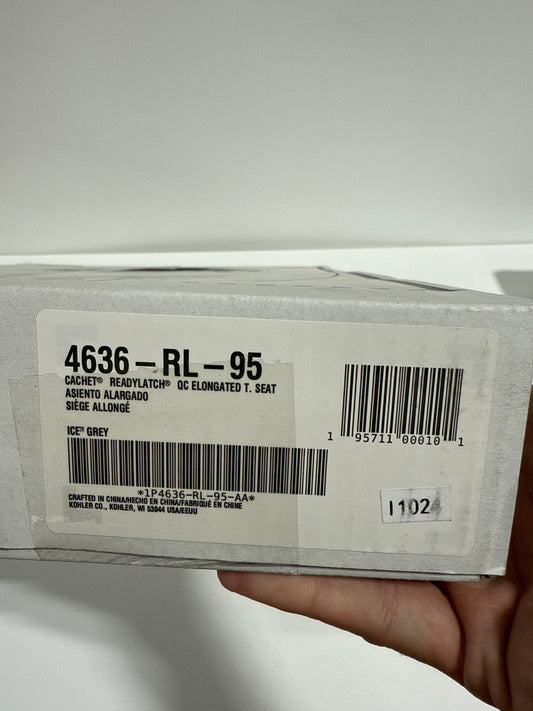 4636-RL-95
CACHET® READYLATCH® QC ELONGATED T. SEAT
ASIENTO ALARGADO
SIÈGE ALLONGÉ
ICE™ GREY
*1P4636-RL-95-AA*
CRAFTED IN CHINA/HECHO EN CHINA/FABRIQUÉ EN CHINE
KOHLER CO., KOHLER, WI 53044 USA/EEUU
1 95711 00010 1
I1024